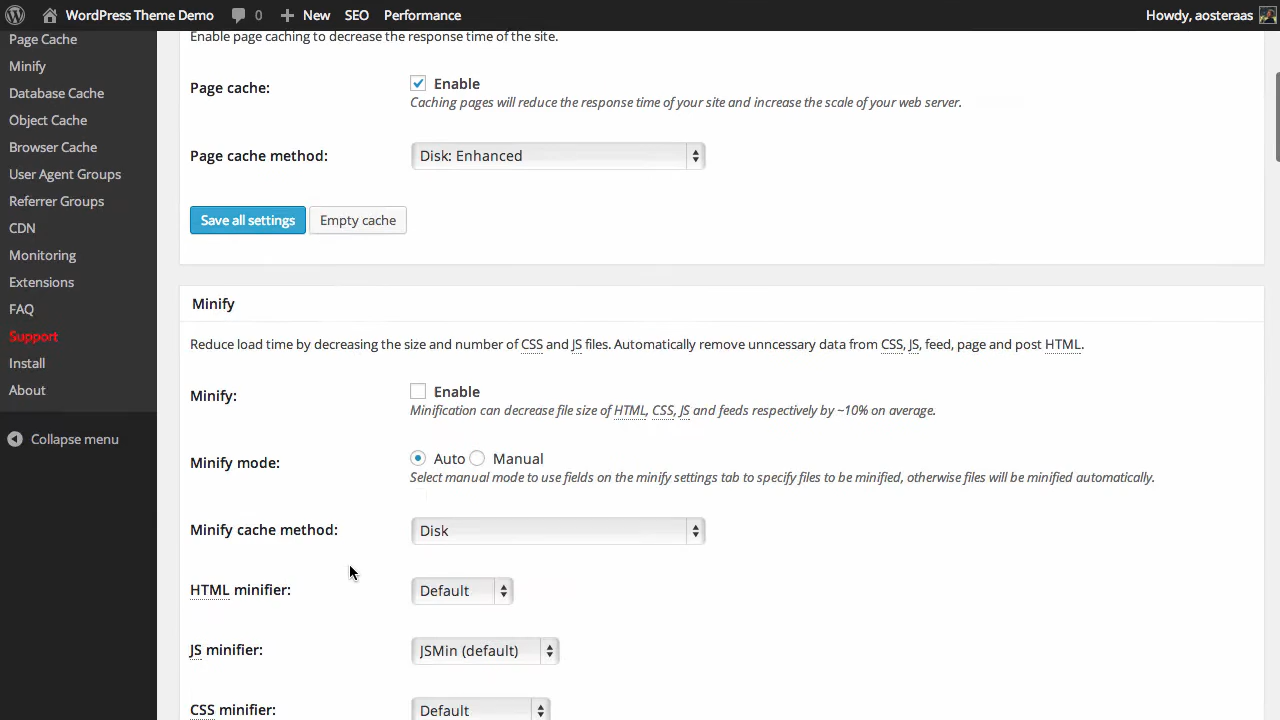 WordPress Theme Demo 0 New SEO Performance Howdy, aosteraas
Page Cache
Minify
Database Cache
Object Cache
Browser Cache
User Agent Groups
Referrer Groups
CDN
Monitoring
Extensions
FAQ
Support
Install
About
Collapse menu
Enable page caching to decrease the response time of the site.
Page cache: Enable
Caching pages will reduce the response time of your site and increase the scale of your web server.
Page cache method: Disk: Enhanced
Save all settings Empty cache
Minify
Reduce load time by decreasing the size and number of CSS and JS files. Automatically remove unncessary data from CSS, JS, feed, page and post HTML.
Minify: Enable
Minification can decrease file size of HTML, CSS, JS and feeds respectively by ~10% on average.
Minify mode: Auto Manual
Select manual mode to use fields on the minify settings tab to specify files to be minified, otherwise files will be minified automatically.
Minify cache method: Disk
HTML minifier: Default
JS minifier: JSMin (default)
CSS minifier: Default